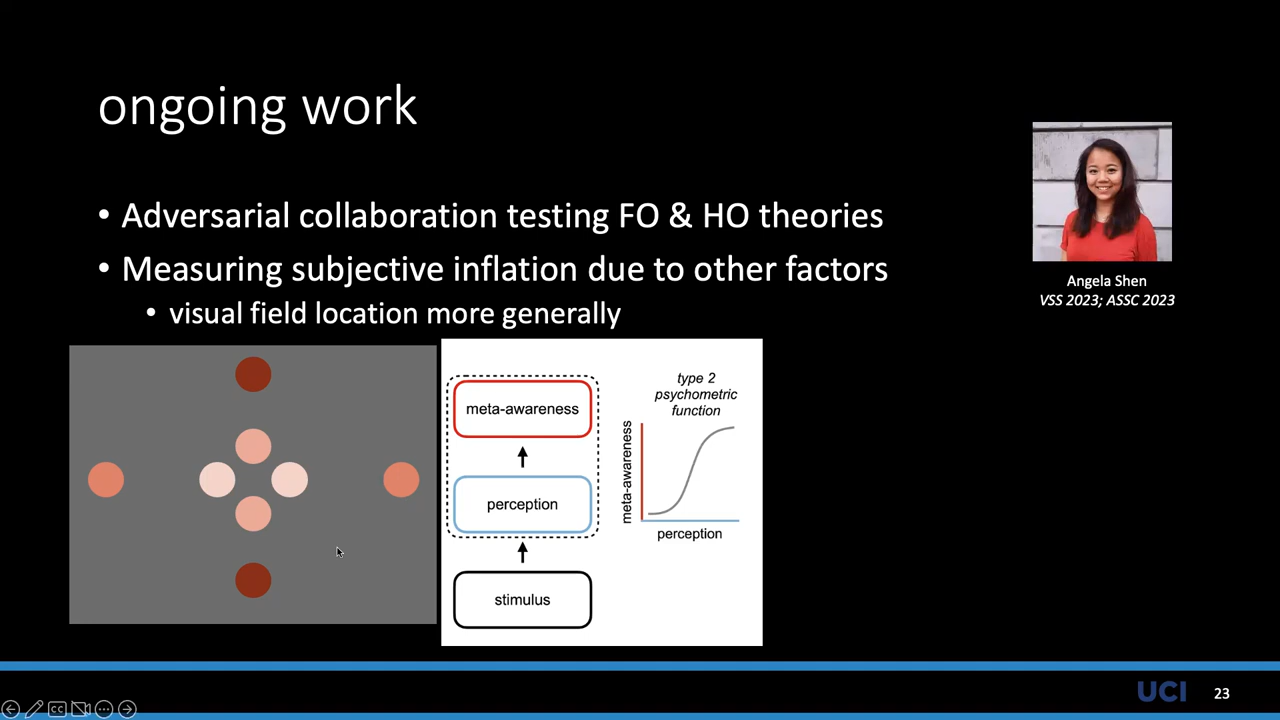 ongoing work
• Adversarial collaboration testing FO & HO theories
• Measuring subjective inflation due to other factors
• visual field location more generally
Angela Shen
VSS 2023; ASSC 2023
meta-awareness
perception
stimulus
type 2
psychometric
function
meta-awareness
perception
UCI
23
CC